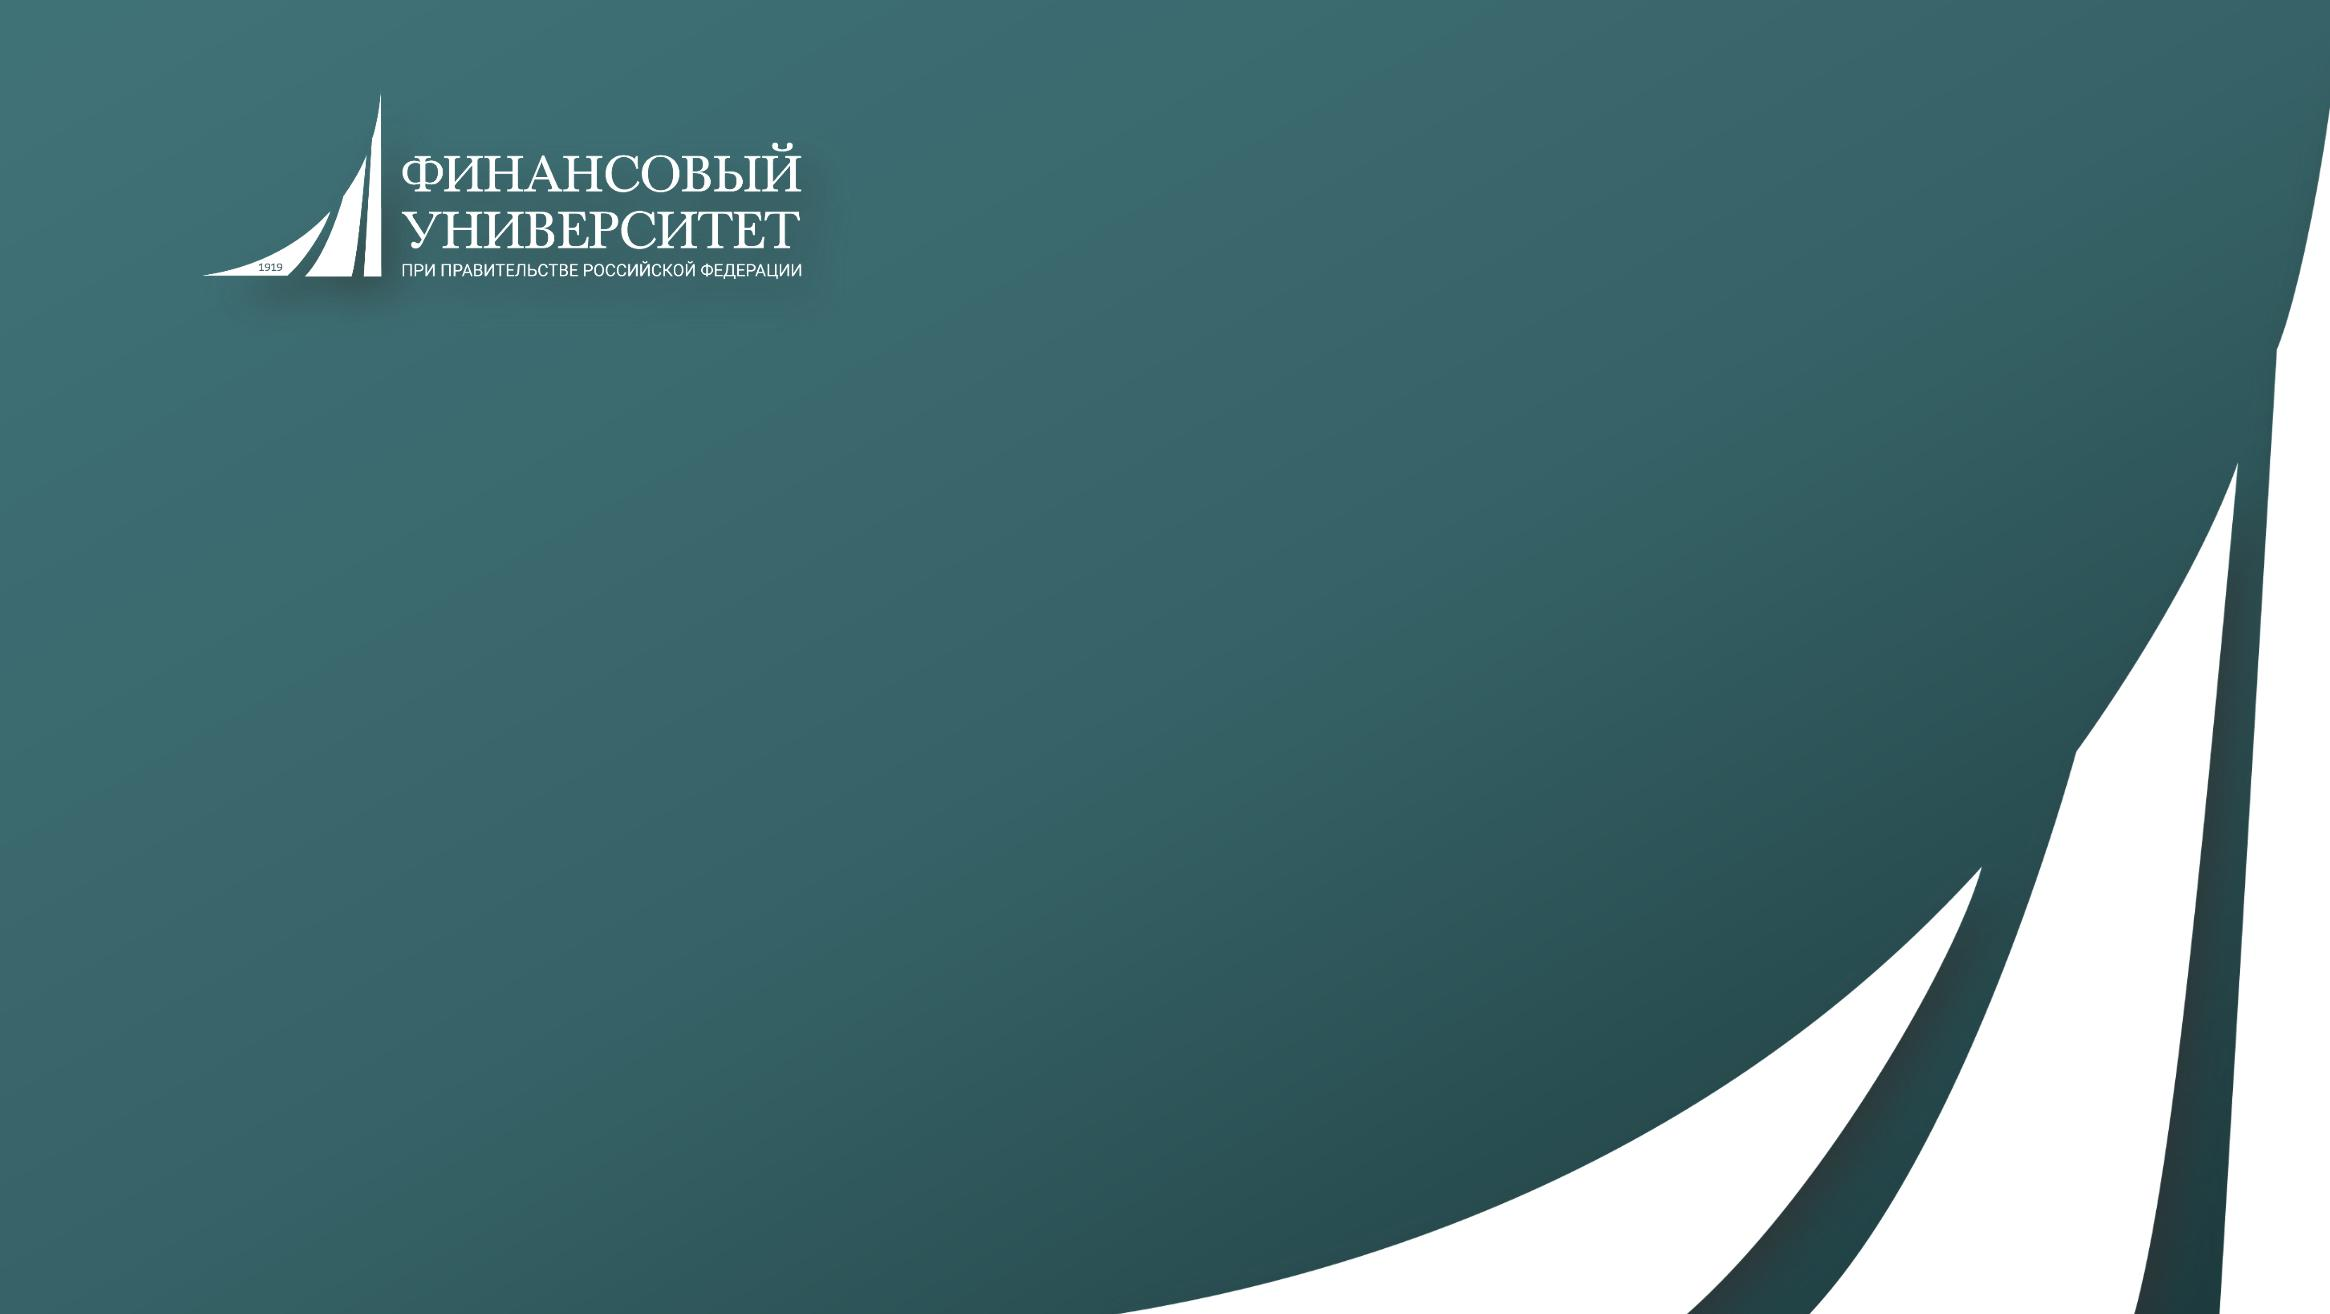 ФИНАНСОВЫЙ
УНИВЕРСИТЕТ
ПРИ ПРАВИТЕЛЬСТВЕ РОССИЙСКОЙ ФЕДЕРАЦИИ
1919